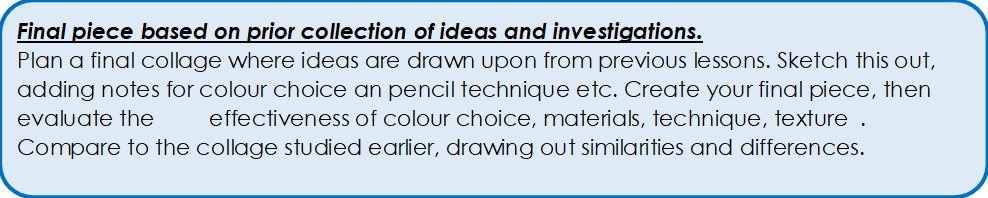 Final piece based on prior collection of ideas and investigations.
Plan a final collage where ideas are drawn upon from previous lessons. Sketch this out,
adding notes for colour choice an pencil technique etc. Create your final piece, then
evaluate the effectiveness of colour choice, materials, technique, texture .
Compare to the collage studied earlier, drawing out similarities and differences.